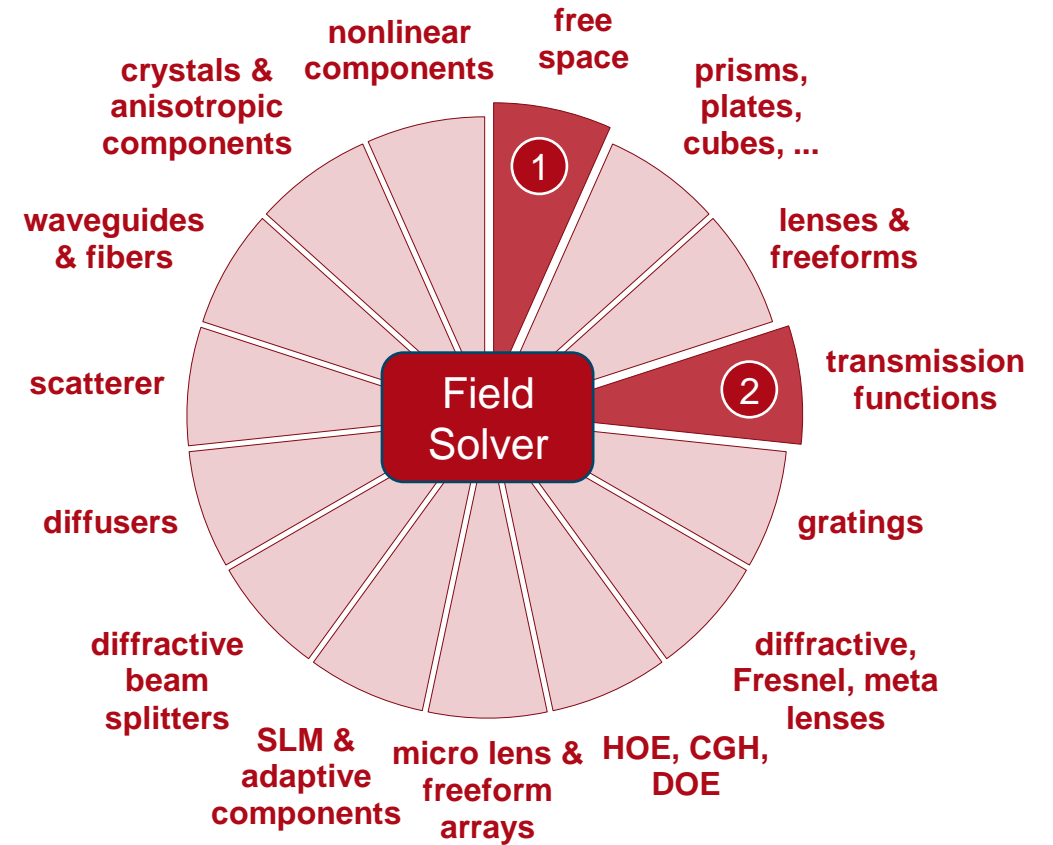 free
space
prisms,
plates,
cubes, ...
lenses &
freeforms
transmission
functions
gratings
diffractive,
Fresnel, meta
lenses
HOE, CGH,
DOE
micro lens &
freeform
arrays
SLM &
adaptive
components
diffractive
beam
splitters
diffusers
scatterer
waveguides
& fibers
crystals &
anisotropic
components
nonlinear
components
1
2
Field
Solver